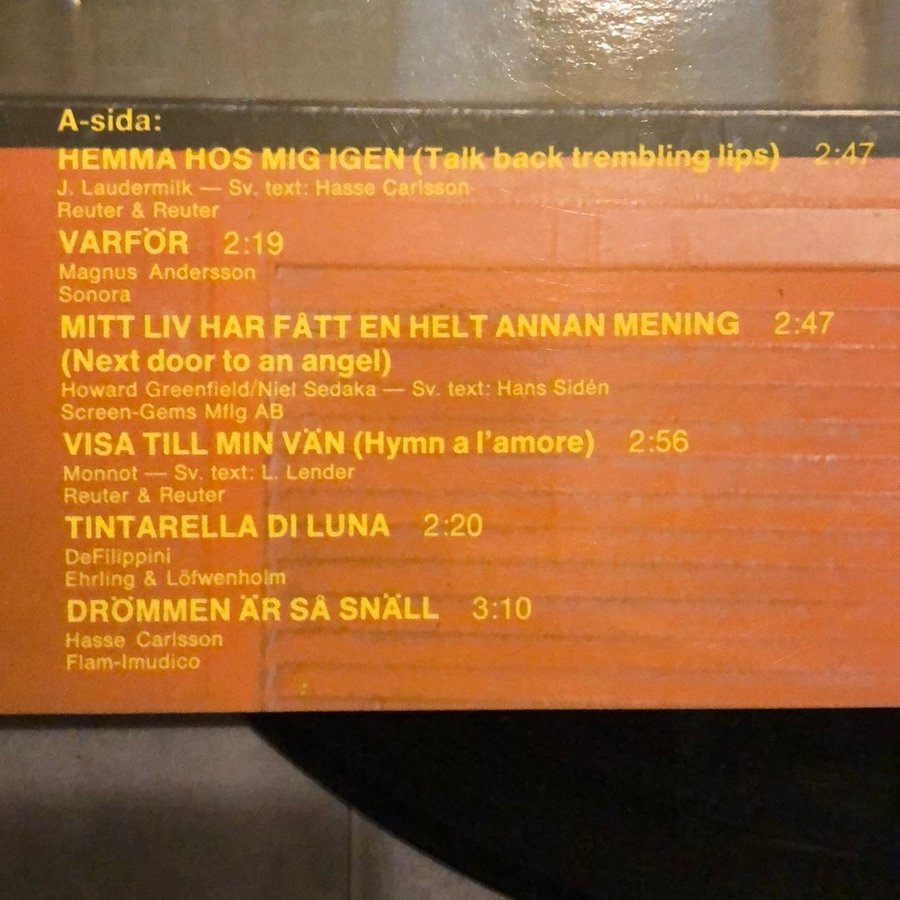 A-sida:
HEMMA HOS MIG IGEN (Talk back trembling lips) 2:47
J. Laudermilk — Sv. text: Hasse Carlsson
Reuter & Reuter
VARFÖR 2:19
Magnus Andersson
Sonora
MITT LIV HAR FÅTT EN HELT ANNAN MENING 2:47
(Next door to an angel)
Howard Greenfield/Niel Sedaka — Sv. text: Hans Sidén
Screen-Gems Mflg AB
VISA TILL MIN VÄN (Hymn a l'amore) 2:56
Monnot — Sv. text: L. Lender
Reuter & Reuter
TINTARELLA DI LUNA 2:20
DeFilippini
Ehrling & Löfwenholm
DRÖMMEN ÄR SÅ SNÄLL 3:10
Hasse Carlsson
Flam-Imudico